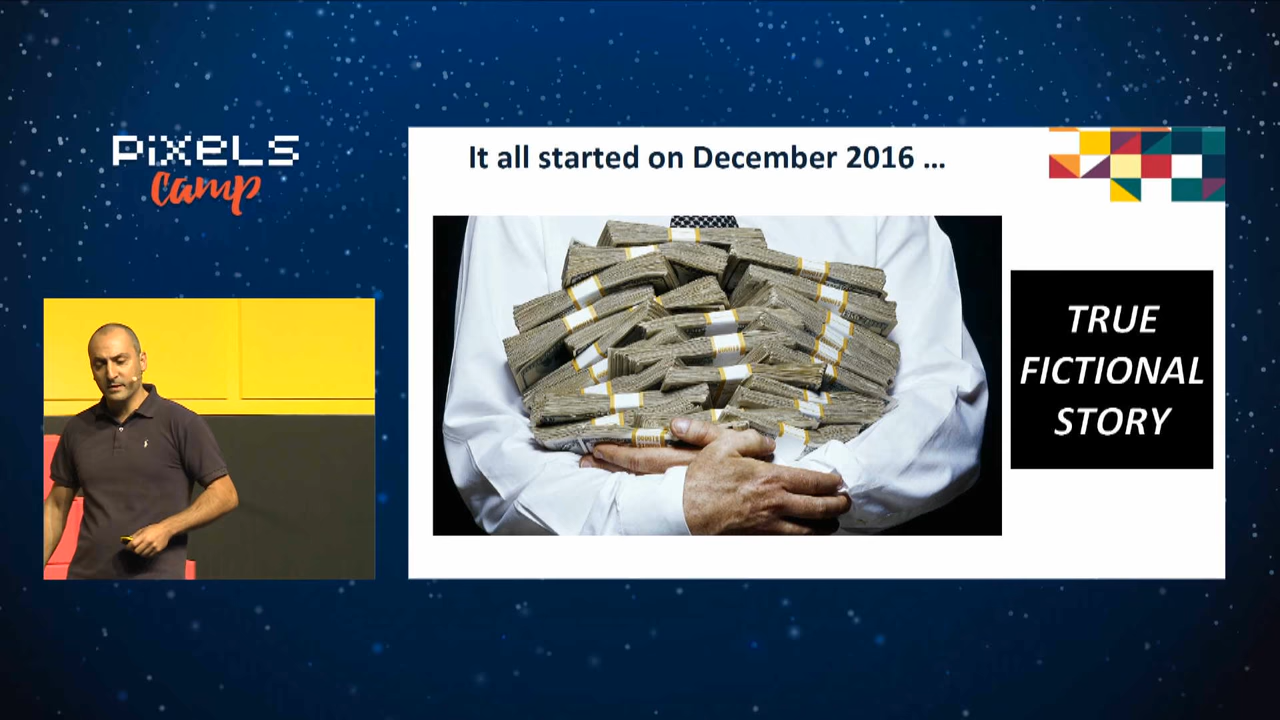 PixeLs
Camp
It all started on December 2016 ...
TRUE
FICTIONAL
STORY